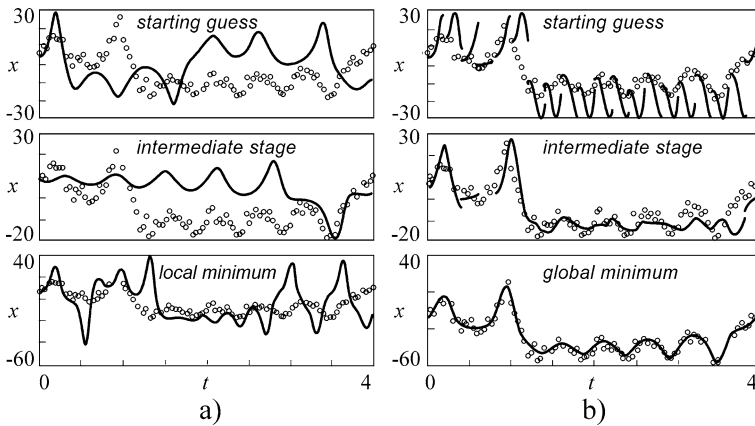 30
starting guess
x
-30
30
intermediate stage
x
-20
40
local minimum
x
-60
0
t
4
a)
30
starting guess
x
-30
30
intermediate stage
x
-20
40
global minimum
x
-60
0
t
4
b)